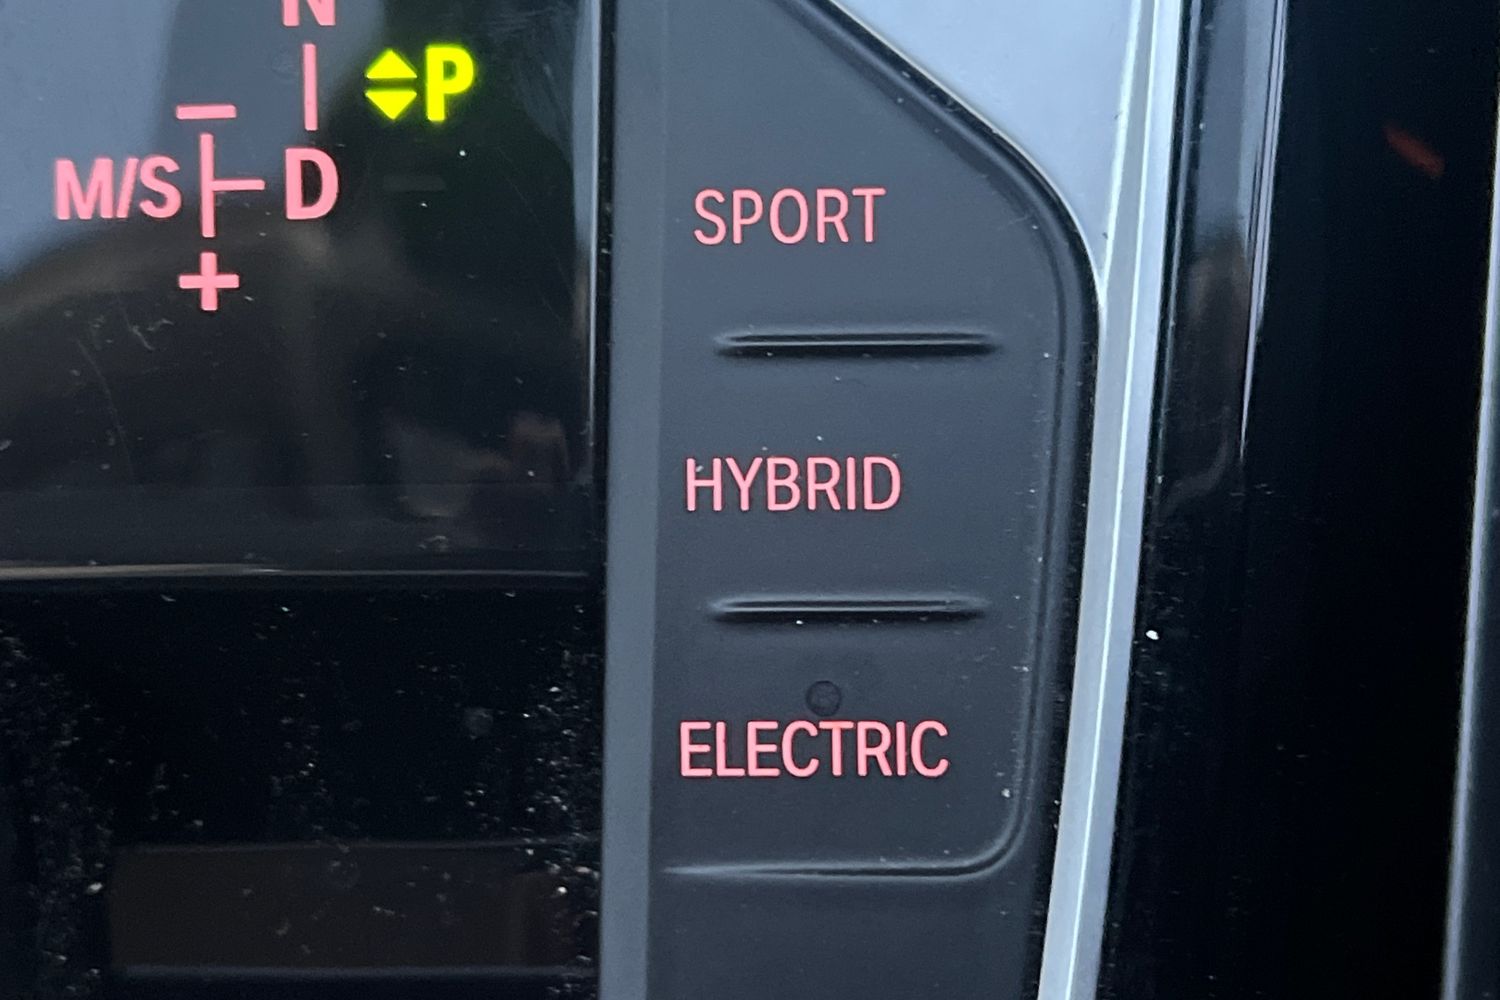 N
P
M/S D
+
SPORT
HYBRID
ELECTRIC